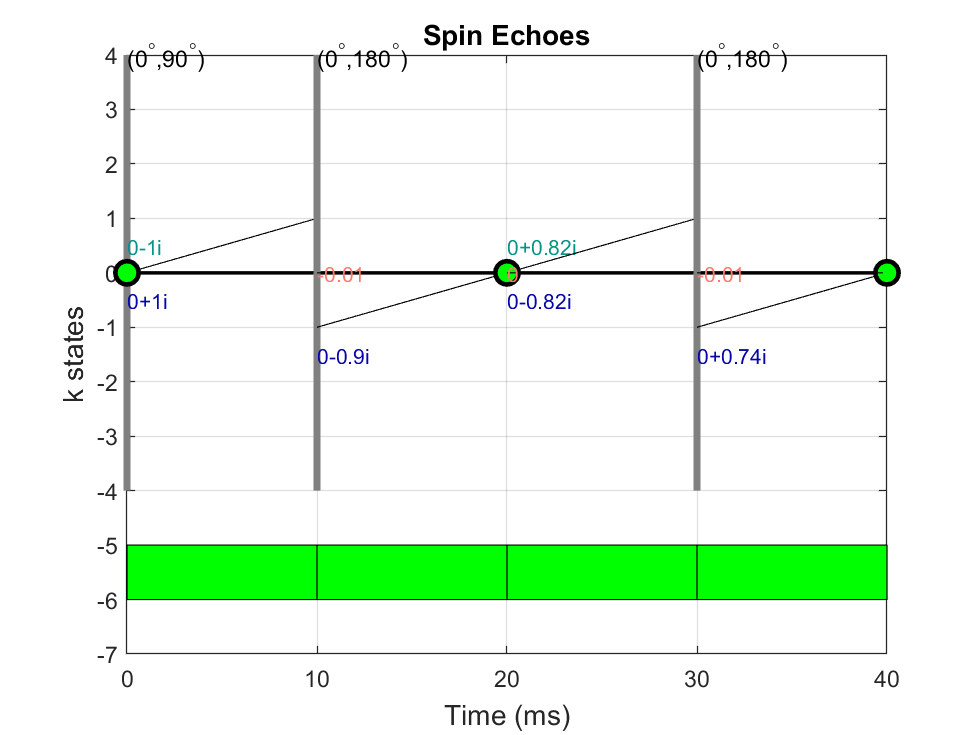 Spin Echoes
(0°,90°)
(0°,180°)
(0°,180°)
4
3
2
1
0
-1
-2
-3
-4
-5
-6
-7
k states
0-1i
0+0.82i
-0.01
0
-0.01
0+1i
0-0.82i
0-0.9i
0+0.74i
0
10
20
30
40
Time (ms)